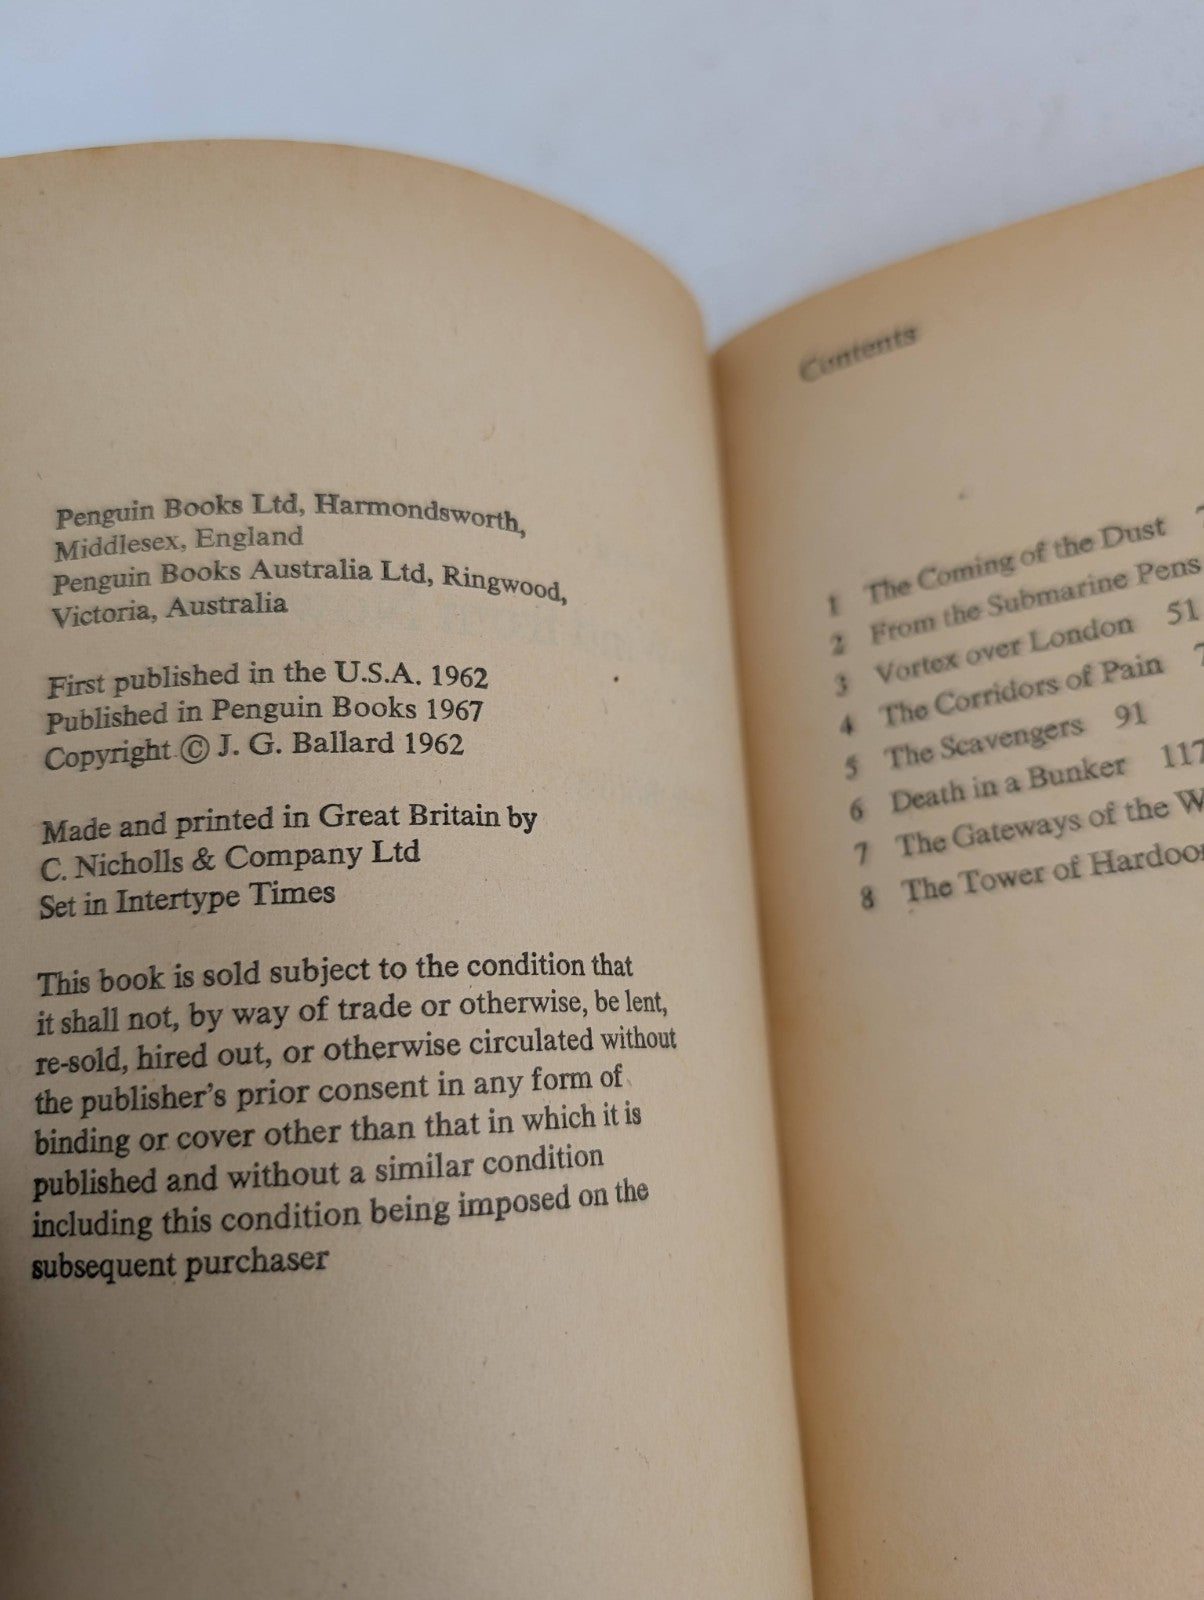 Penguin Books Ltd, Harmondsworth,
Middlesex, England
Penguin Books Australia Ltd, Ringwood,
Victoria, Australia
First published in the U.S.A. 1962
Published in Penguin Books 1967
Copyright © J. G. Ballard 1962
Made and printed in Great Britain by
C. Nicholls & Company Ltd
Set in Intertype Times
This book is sold subject to the condition that
it shall not, by way of trade or otherwise, be lent,
re-sold, hired out, or otherwise circulated without
the publisher's prior consent in any form of
binding or cover other than that in which it is
published and without a similar condition
including this condition being imposed on the
subsequent purchaser
Contents
1 The Coming of the Dust
2 From the Submarine Pens
3 Vortex over London 51
4 The Corridors of Pain
5 The Scavengers 91
6 Death in a Bunker 117
7 The Gateways of the
8 The Tower of